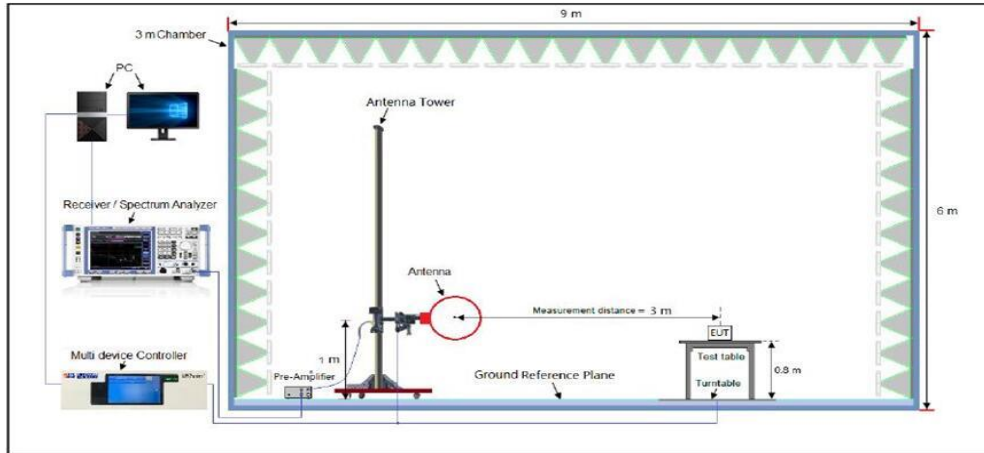 9 m
3 m Chamber
PC
Antenna Tower
Receiver / Spectrum Analyzer
6 m
Antenna
Measurement distance = 3 m
EUT
1 m
Multi device Controller
Test table
0.8 m
Pre-Amplifier
Ground Reference Plane
Turntable